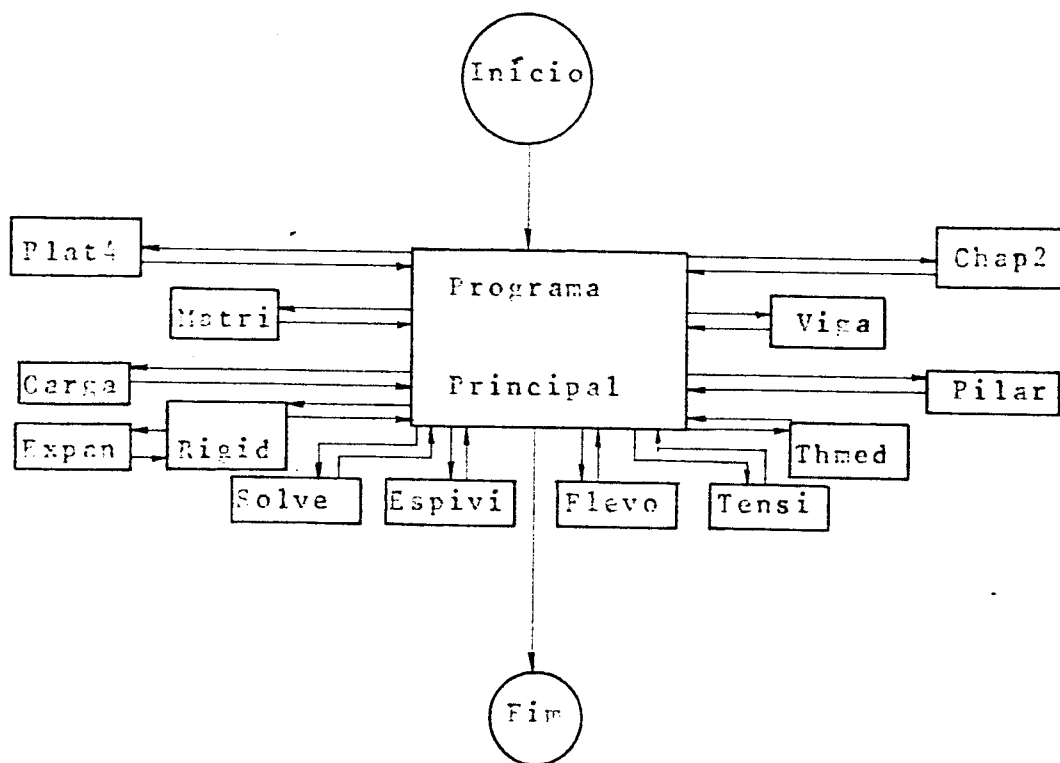 Início
Plat4
Programa
Chap2
Matri
Viga
Carga
Principal
Pilar
Expan
Rigid
Thmed
Solve
Espivi
Flevo
Tensi
Fim